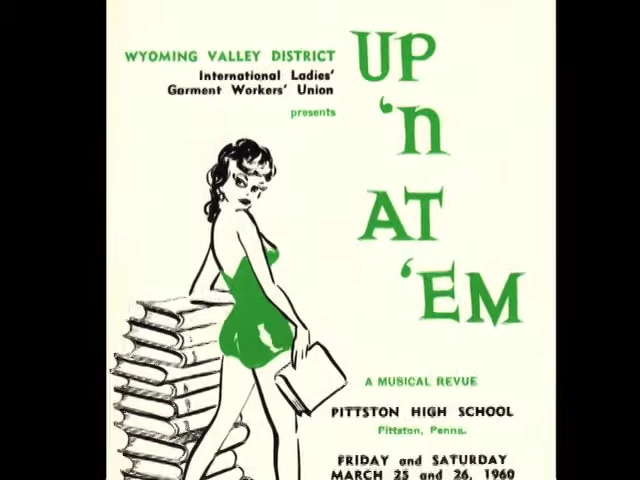 WYOMING VALLEY DISTRICT
International Ladies'
Garment Workers' Union
presents
UP
'n
AT
'EM
A MUSICAL REVUE
PITTSTON HIGH SCHOOL
Pittston, Penna.
FRIDAY and SATURDAY
MARCH 25 and 26, 1960